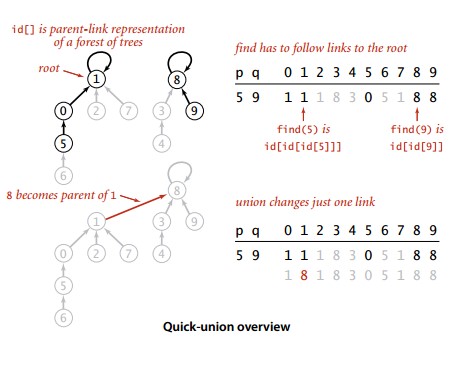 id[] is parent-link representation
of a forest of trees
root
1
8
0
2
7
3
9
5
4
6
8 becomes parent of 1
8
1
3
9
0
2
7
4
5
6
find has to follow links to the root
p q 0 1 2 3 4 5 6 7 8 9
5 9 1 1 1 8 3 0 5 1 8 8
find(5) is
id[id[id[5]]]
find(9) is
id[id[9]]
union changes just one link
p q 0 1 2 3 4 5 6 7 8 9
5 9 1 1 1 8 3 0 5 1 8 8
1 8 1 8 3 0 5 1 8 8
Quick-union overview